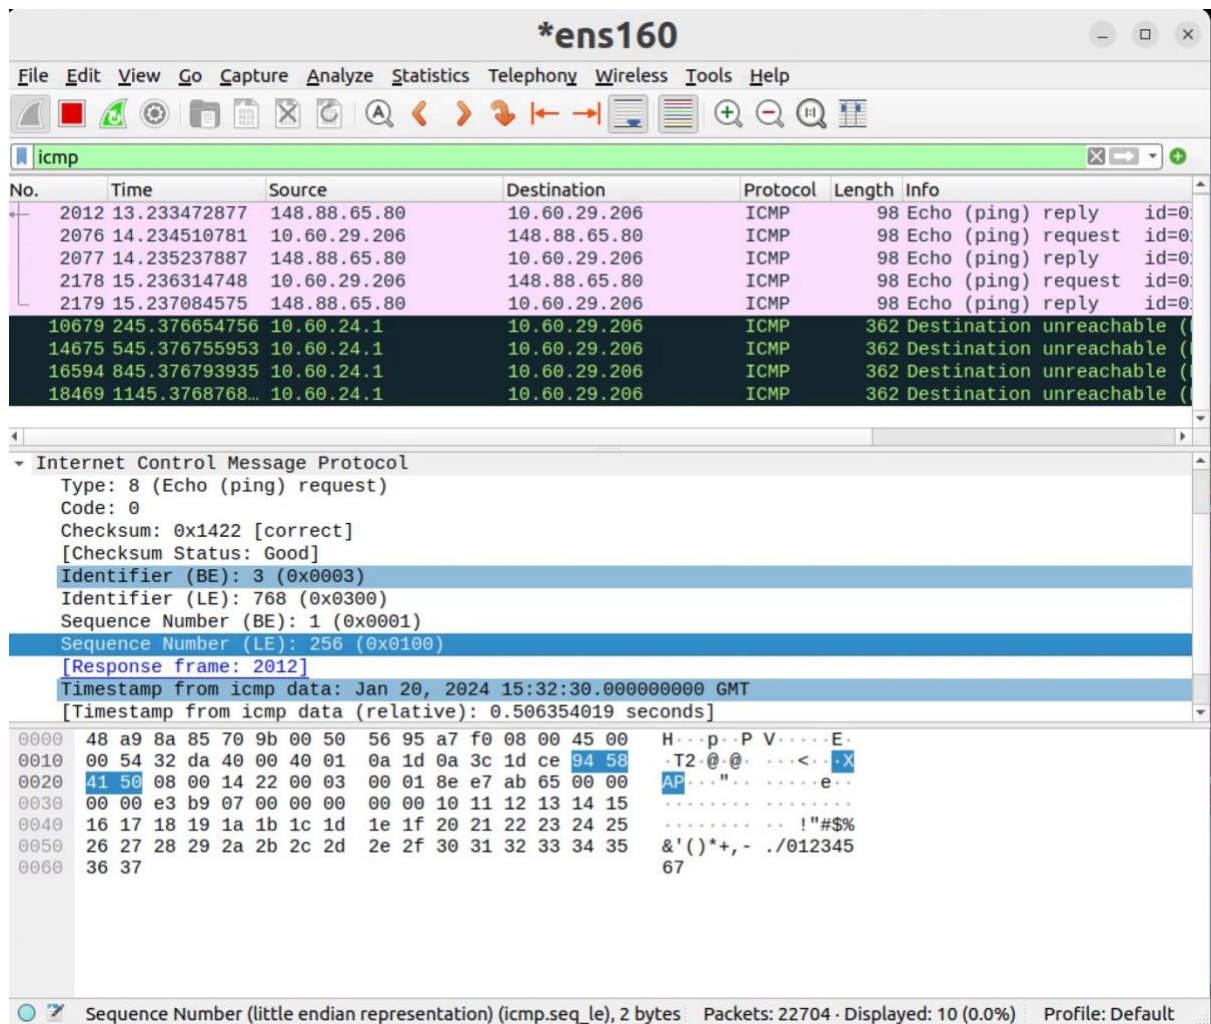 *ens160
File Edit View Go Capture Analyze Statistics Telephony Wireless Tools Help
icmp
No. Time Source Destination Protocol Length Info
2012 13.233472877 148.88.65.80 10.60.29.206 ICMP 98 Echo (ping) reply id=0
2076 14.234510781 10.60.29.206 148.88.65.80 ICMP 98 Echo (ping) request id=0
2077 14.235237887 148.88.65.80 10.60.29.206 ICMP 98 Echo (ping) reply id=0
2178 15.236314748 10.60.29.206 148.88.65.80 ICMP 98 Echo (ping) request id=0
2179 15.237084575 148.88.65.80 10.60.29.206 ICMP 98 Echo (ping) reply id=0
10679 245.376654756 10.60.24.1 10.60.29.206 ICMP 362 Destination unreachable (
14675 545.376755953 10.60.24.1 10.60.29.206 ICMP 362 Destination unreachable (
16594 845.376793935 10.60.24.1 10.60.29.206 ICMP 362 Destination unreachable (
18469 1145.3768768… 10.60.24.1 10.60.29.206 ICMP 362 Destination unreachable (
Internet Control Message Protocol
Type: 8 (Echo (ping) request)
Code: 0
Checksum: 0x1422 [correct]
[Checksum Status: Good]
Identifier (BE): 3 (0x0003)
Identifier (LE): 768 (0x0300)
Sequence Number (BE): 1 (0x0001)
Sequence Number (LE): 256 (0x0100)
[Response frame: 2012]
Timestamp from icmp data: Jan 20, 2024 15:32:30.000000000 GMT
[Timestamp from icmp data (relative): 0.506354019 seconds]
0000 48 a9 8a 85 70 9b 00 50 56 95 a7 f0 08 00 45 00 H···p··P V·····E·
0010 00 54 32 da 40 00 40 01 0a 1d 0a 3c 1d ce 94 58 ·T2·@·@· ···<···X
0020 41 50 08 00 14 22 00 03 00 01 8e e7 ab 65 00 00 AP···"·· ·····e··
0030 00 00 e3 b9 07 00 00 00 00 00 10 11 12 13 14 15 ········ ········
0040 16 17 18 19 1a 1b 1c 1d 1e 1f 20 21 22 23 24 25 ········ ·· !"#$%
0050 26 27 28 29 2a 2b 2c 2d 2e 2f 30 31 32 33 34 35 &'()*+,- ./012345
0060 36 37 67
Sequence Number (little endian representation) (icmp.seq_le), 2 bytes Packets: 22704 · Displayed: 10 (0.0%) Profile: Default